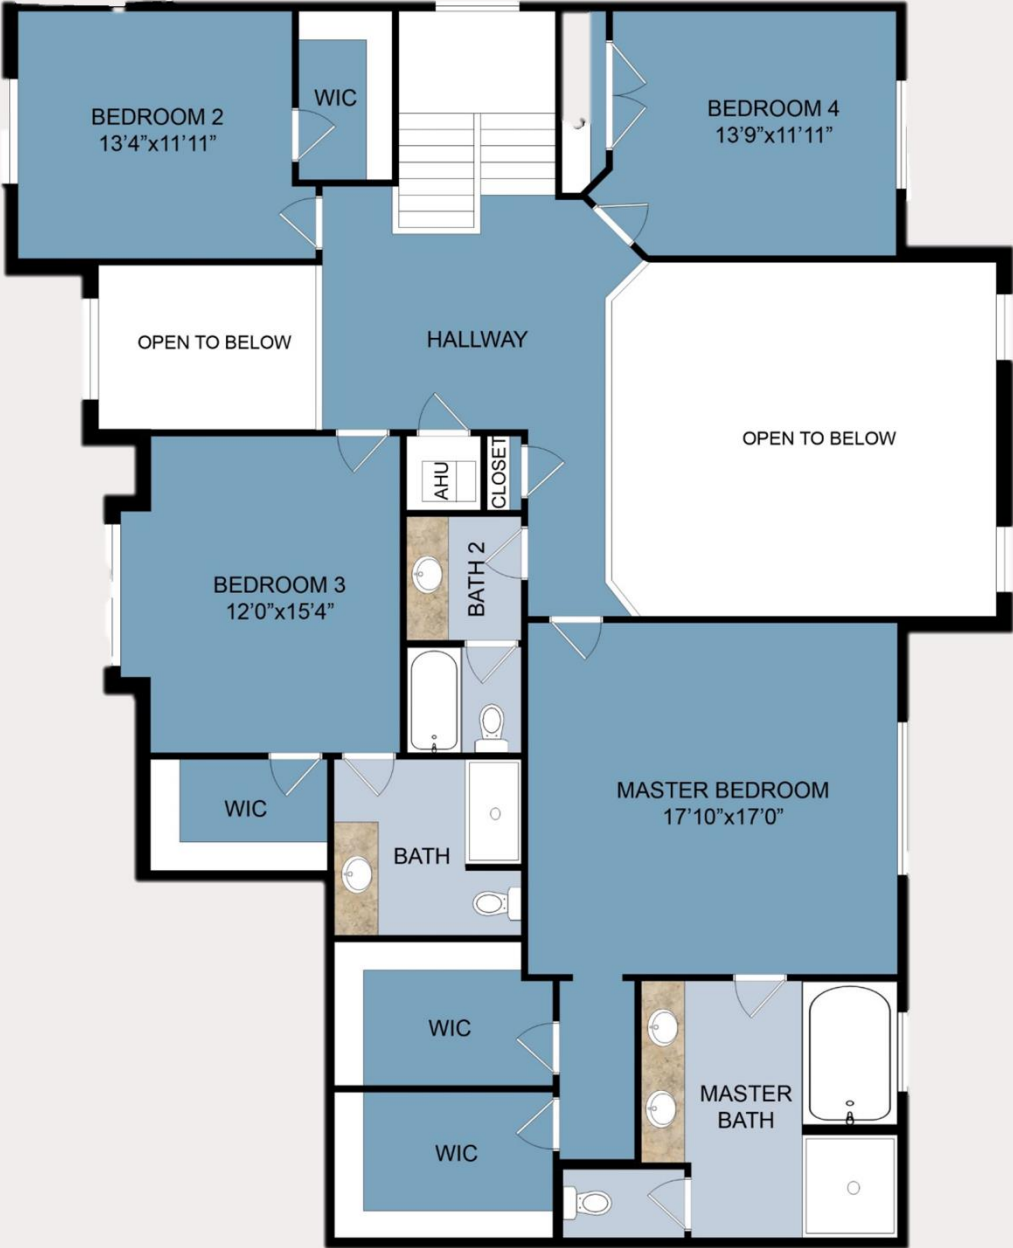 BEDROOM 2
13'4"x11'11"
WIC
BEDROOM 4
13'9"x11'11"
OPEN TO BELOW
HALLWAY
OPEN TO BELOW
AHU
CLOSET
BATH 2
BEDROOM 3
12'0"x15'4"
MASTER BEDROOM
17'10"x17'0"
WIC
BATH
WIC
MASTER
BATH
WIC